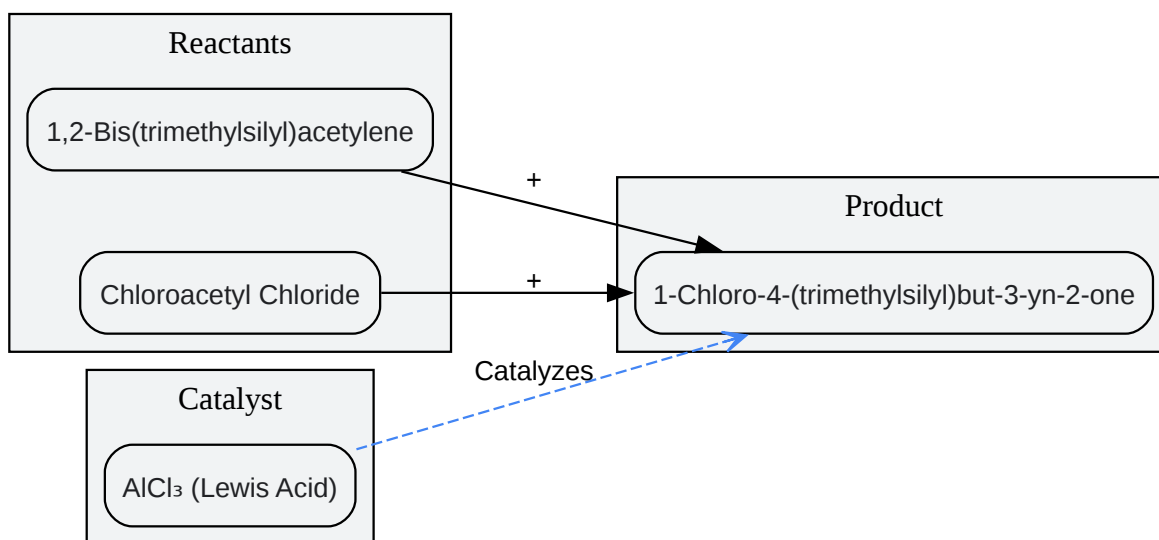 Reactants
1,2-Bis(trimethylsilyl)acetylene
+
Product
Chloroacetyl Chloride
+
1-Chloro-4-(trimethylsilyl)but-3-yn-2-one
Catalyzes
Catalyst
AlCl₃ (Lewis Acid)